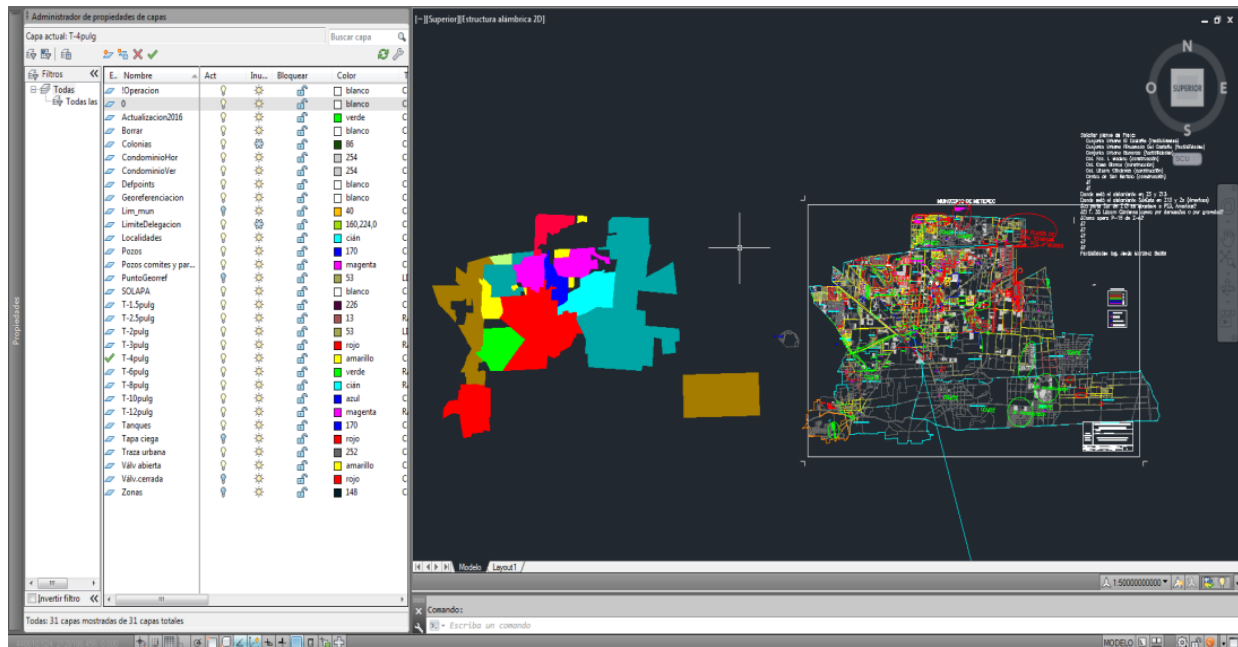 Administrador de propiedades de capas
[−][Superior][Estructura alámbrica 2D]
Capa actual: T-4pulg
Buscar capa
Filtros
E.. Nombre Act Inu... Bloquear Color
Todas
Todas las
!Operacion blanco C
0 blanco C
Actualizacion2016 verde C
Borrar blanco C
Colonias 86 C
CondominioHor 254 C
CondominioVer 254 C
Defpoints blanco C
Georeferenciacion blanco C
Lim_mun 40 C
LimiteDelegacion 160,224,0 C
Localidades cián C
Pozos 170 C
Pozos comites y par... magenta C
PuntoGeorref 53 LI
SOLAPA blanco C
T-1.5pulg 226 C
T-2.5pulg 13
T-2pulg 53 LI
T-3pulg rojo
T-4pulg amarillo C
T-6pulg verde
T-8pulg cián
T-10pulg azul C
T-12pulg magenta
Tanques 170 C
Tapa ciega rojo C
Traza urbana 252 C
Válv abierta amarillo C
Válv.cerrada rojo C
Zonas 148 C
Invertir filtro
Todas: 31 capas mostradas de 31 capas totales
Propiedades
N
O SUPERIOR E
S
SCU
MUNICIPIO DE METEPEC
Modelo Layout1
1:50000000000
Comando:
Escriba un comando
MODELO